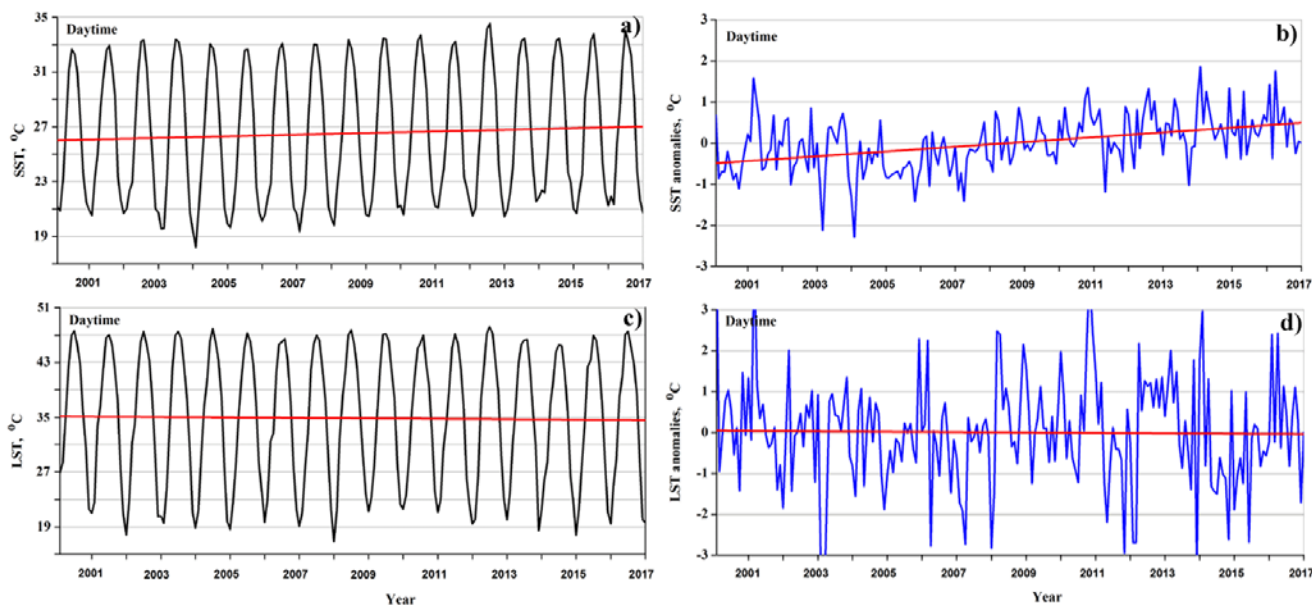 Daytime
a)
35
31
27
23
19
SST, °C
2001 2003 2005 2007 2009 2011 2013 2015 2017
Daytime
b)
3
2
1
0
-1
-2
-3
SST anomalies, °C
2001 2003 2005 2007 2009 2011 2013 2015 2017
Daytime
c)
51
43
35
27
19
LST, °C
2001 2003 2005 2007 2009 2011 2013 2015 2017
Year
Daytime
d)
3
2
1
0
-1
-2
-3
LST anomalies, °C
2001 2003 2005 2007 2009 2011 2013 2015 2017
Year